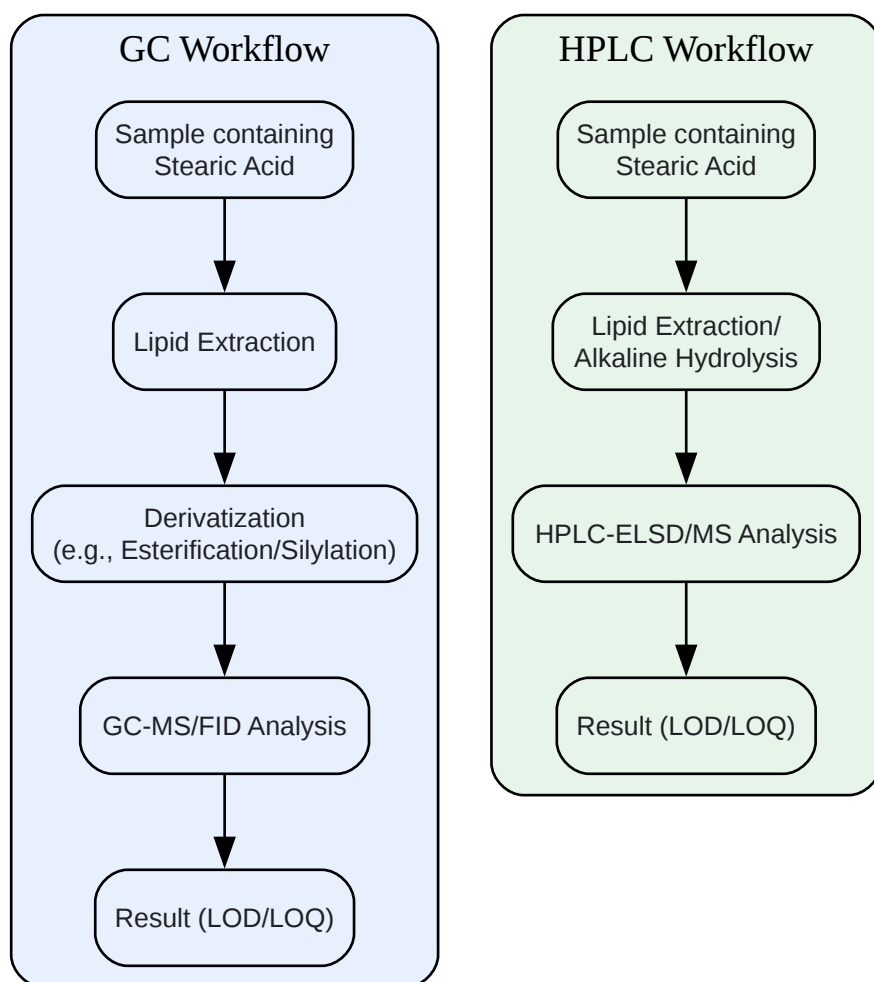 GC Workflow
Sample containing
Stearic Acid
Lipid Extraction
Derivatization
(e.g., Esterification/Silylation)
GC-MS/FID Analysis
Result (LOD/LOQ)
HPLC Workflow
Sample containing
Stearic Acid
Lipid Extraction/
Alkaline Hydrolysis
HPLC-ELSD/MS Analysis
Result (LOD/LOQ)